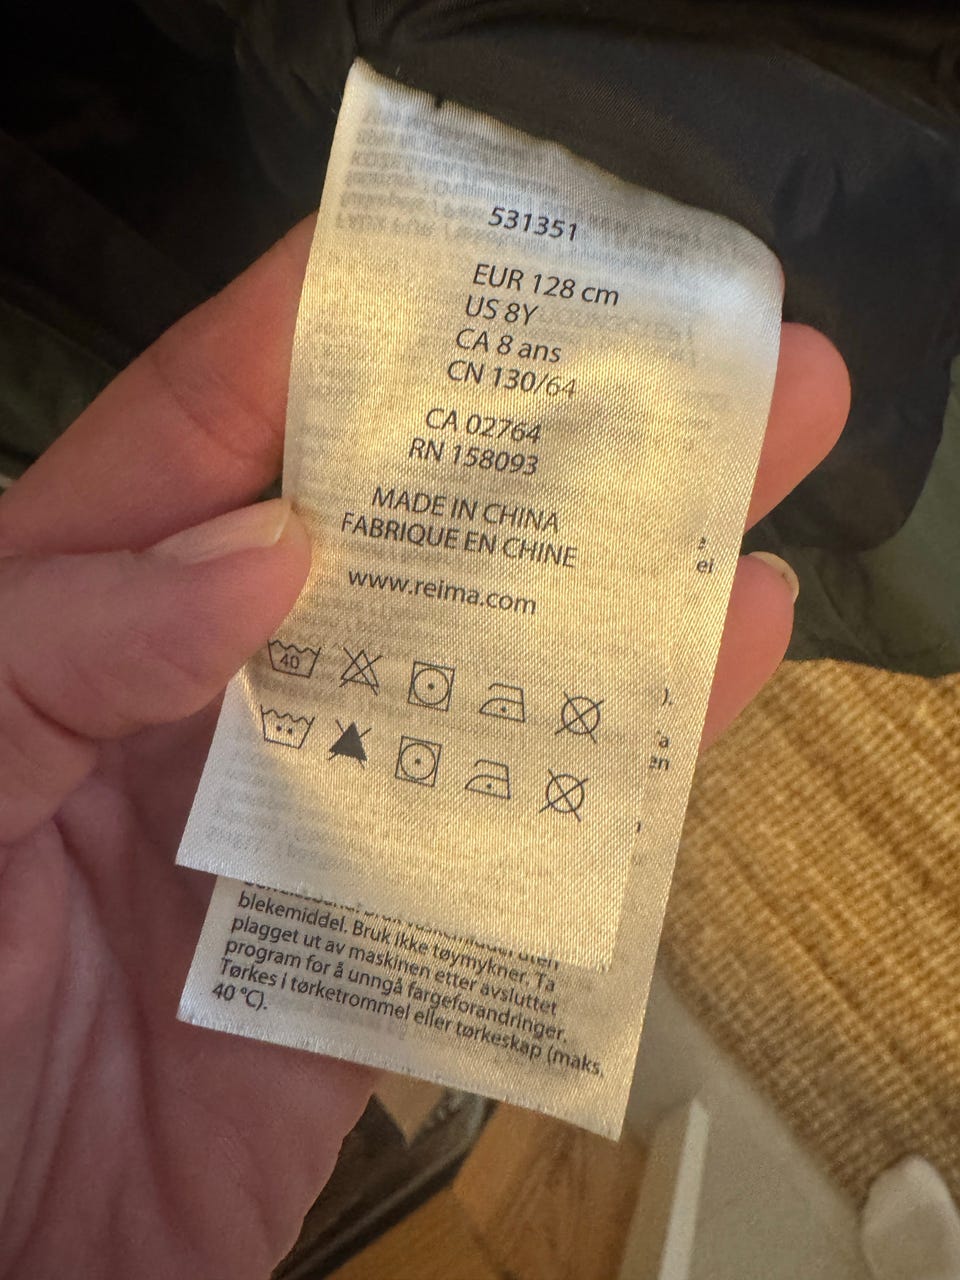 531351
EUR 128 cm
US 8Y
CA 8 ans
CN 130/64
CA 02764
RN 158093
MADE IN CHINA
FABRIQUE EN CHINE
www.reima.com
40
ei
en
blekemiddel. Bruk ikke tøymykner. Ta
plagget ut av maskinen etter avsluttet
program for å unngå fargeforandringer.
Tørkes i tørketrommel eller tørkeskap (maks.
40 °C).